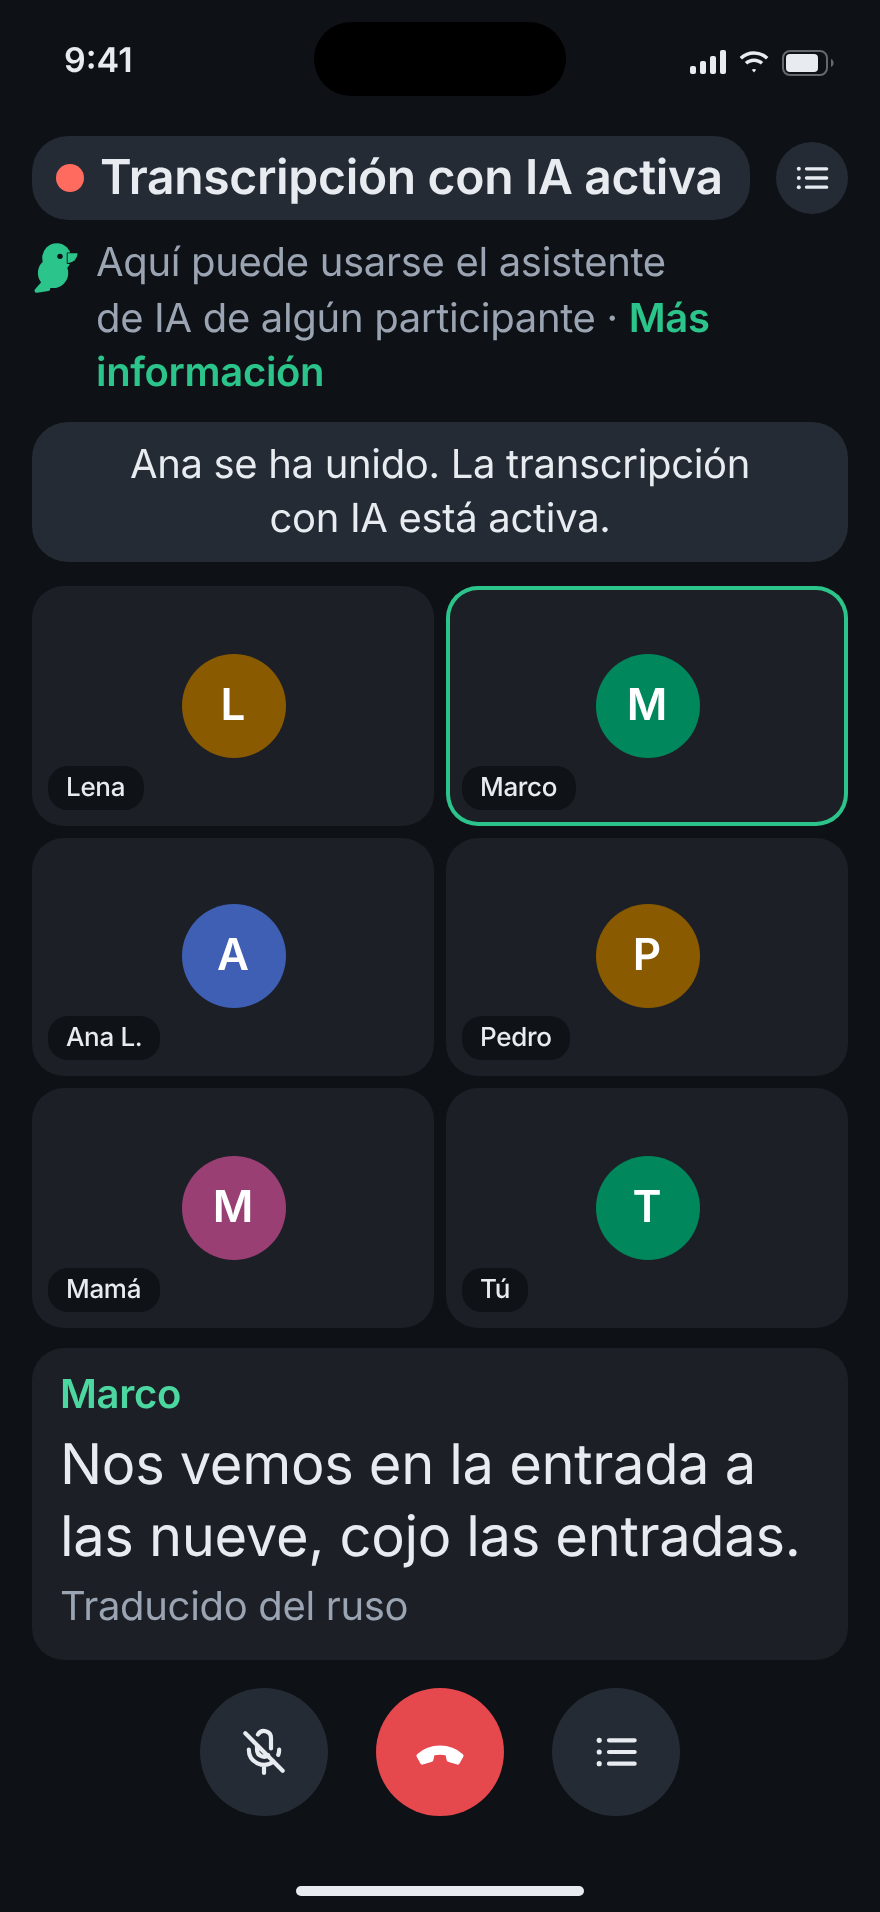 9:41
Transcripción con IA activa
Aquí puede usarse el asistente
de IA de algún participante · Más
información
Ana se ha unido. La transcripción
con IA está activa.
L
Lena
M
Marco
A
Ana L.
P
Pedro
M
Mamá
T
Tú
Marco
Nos vemos en la entrada a
las nueve, cojo las entradas.
Traducido del ruso